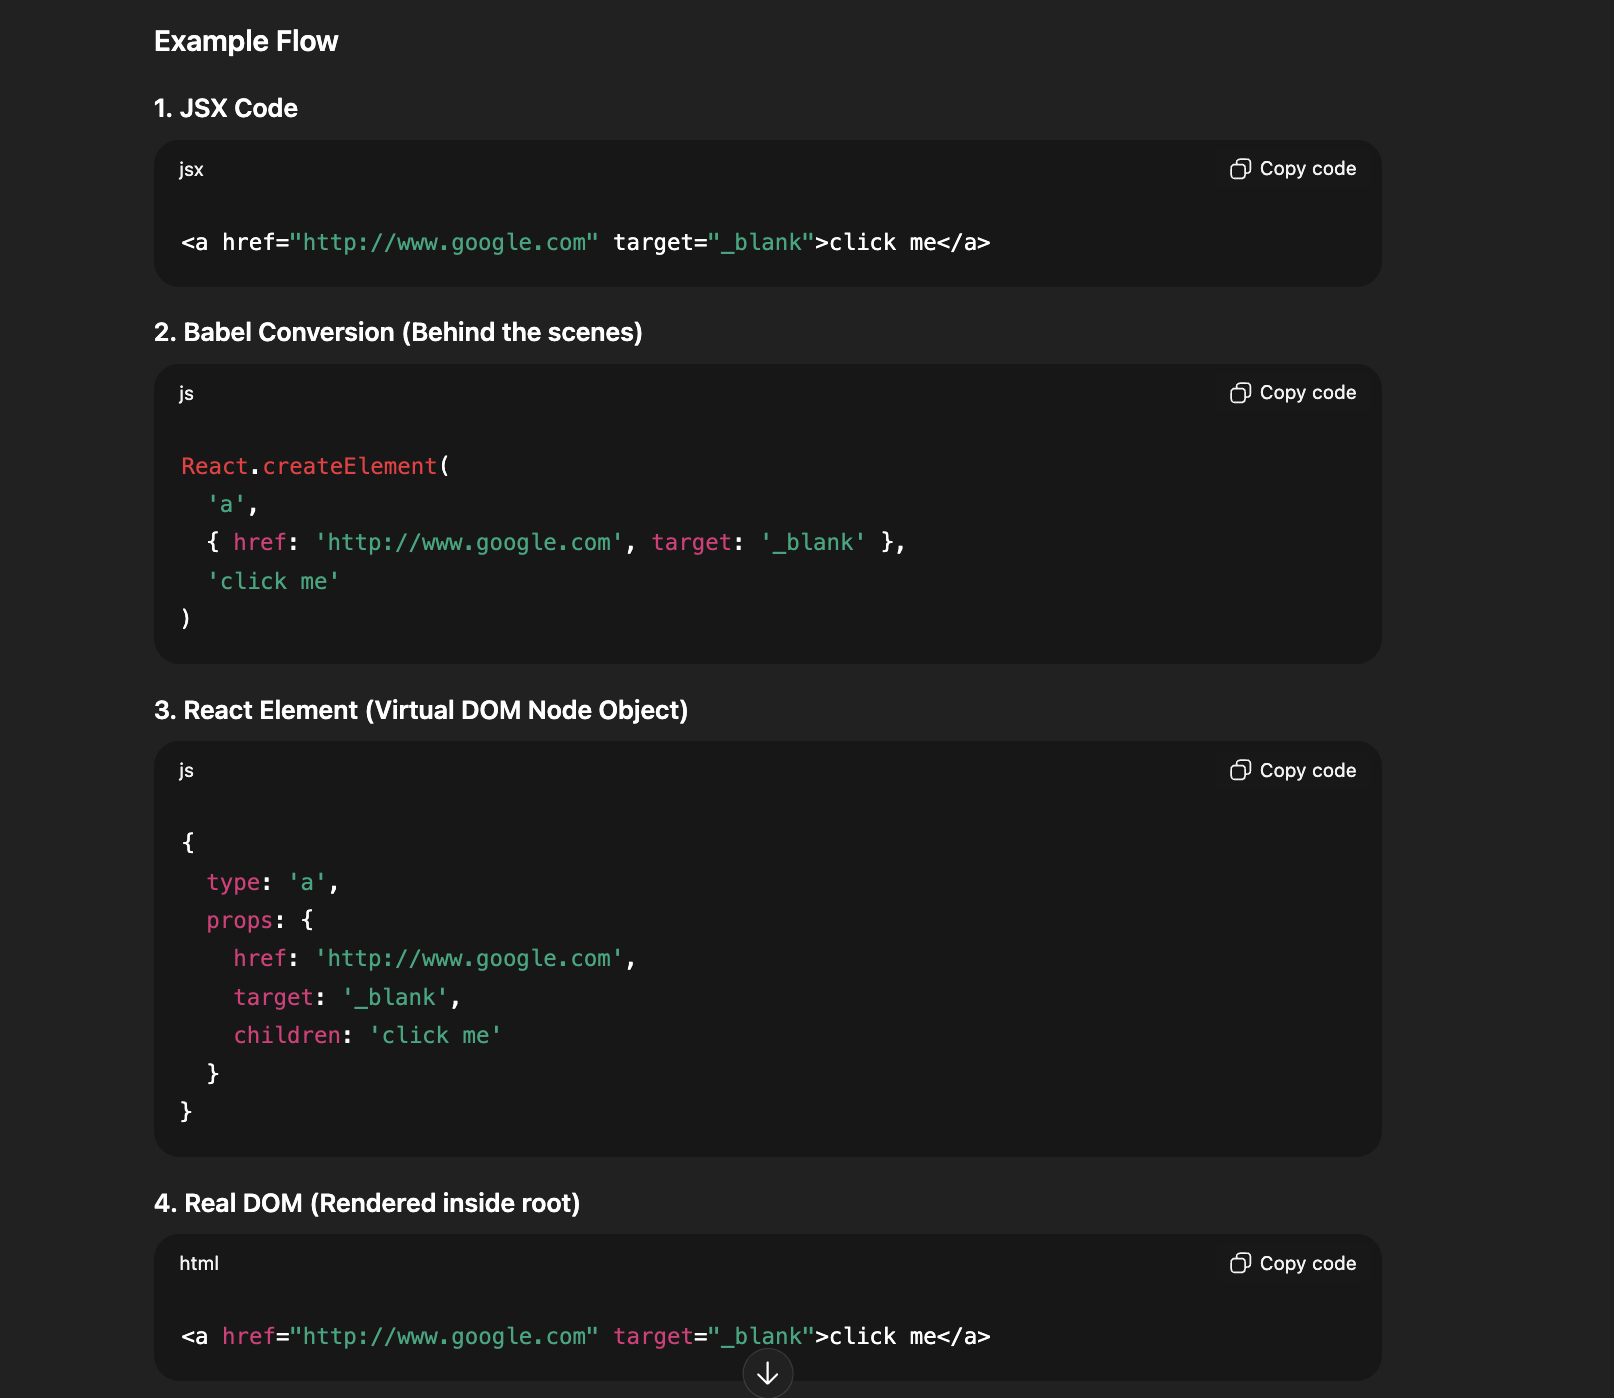 Example Flow
1. JSX Code
jsx
Copy code
<a href="http://www.google.com" target="_blank">click me</a>
2. Babel Conversion (Behind the scenes)
js
Copy code
React.createElement(
  'a',
  { href: 'http://www.google.com', target: '_blank' },
  'click me'
)
3. React Element (Virtual DOM Node Object)
js
Copy code
{
  type: 'a',
  props: {
    href: 'http://www.google.com',
    target: '_blank',
    children: 'click me'
  }
}
4. Real DOM (Rendered inside root)
html
Copy code
<a href="http://www.google.com" target="_blank">click me</a>